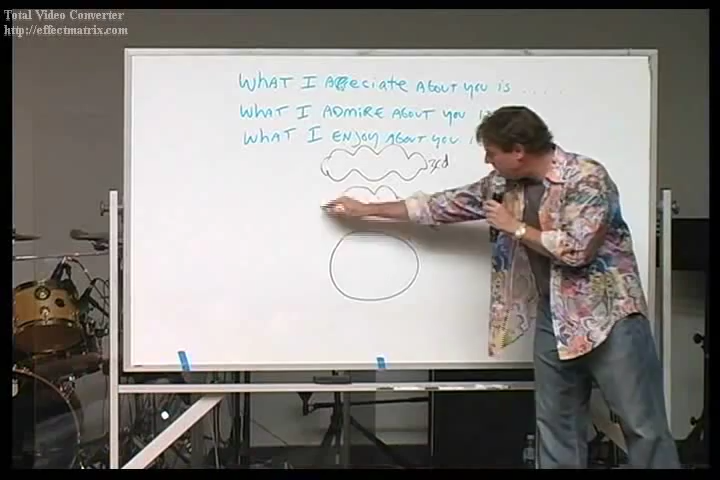 Total Video Converter
http://effectmatrix.com
What I APPeciate About you is ....
What I ADMIRE About you is
What I ENJOY About you
3rd